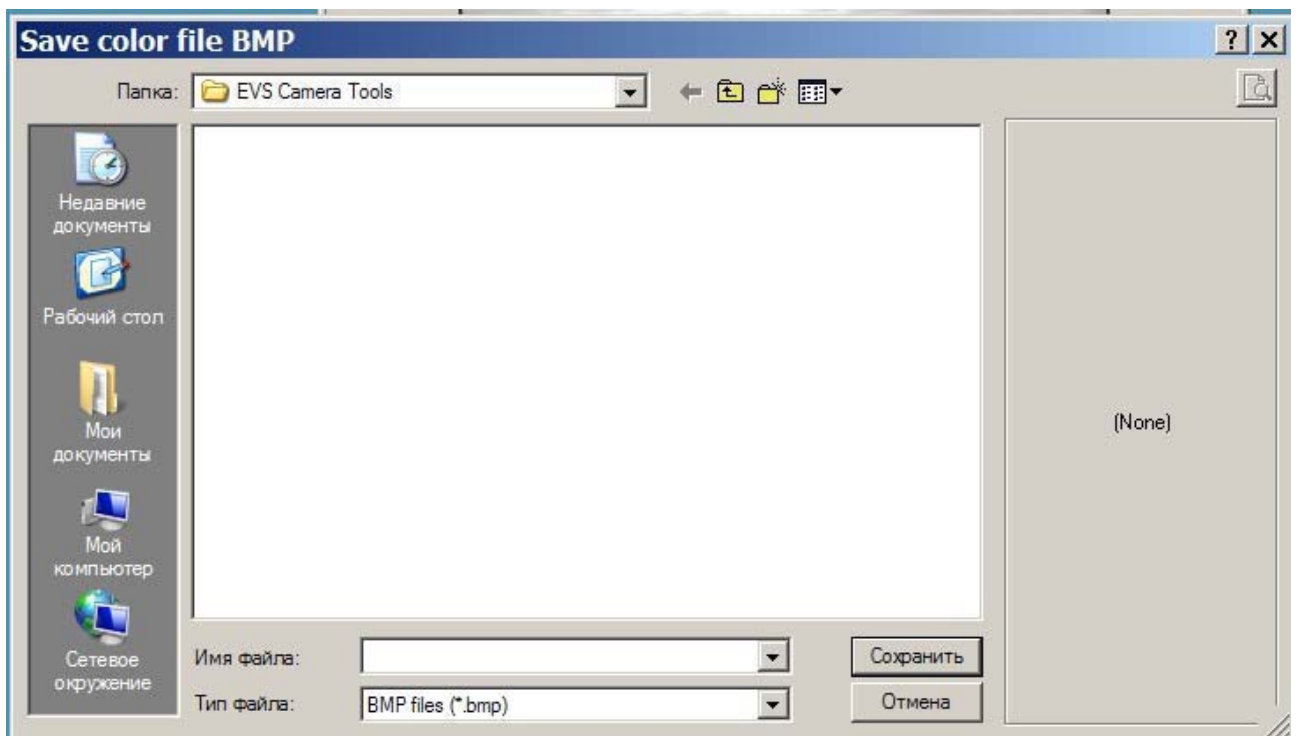 Save color file BMP
Папка: EVS Camera Tools
Недавние
документы
Рабочий стол
Мои
документы
Мой
компьютер
Сетевое
окружение
(None)
Имя файла:
Сохранить
Тип файла: BMP files (*.bmp)
Отмена